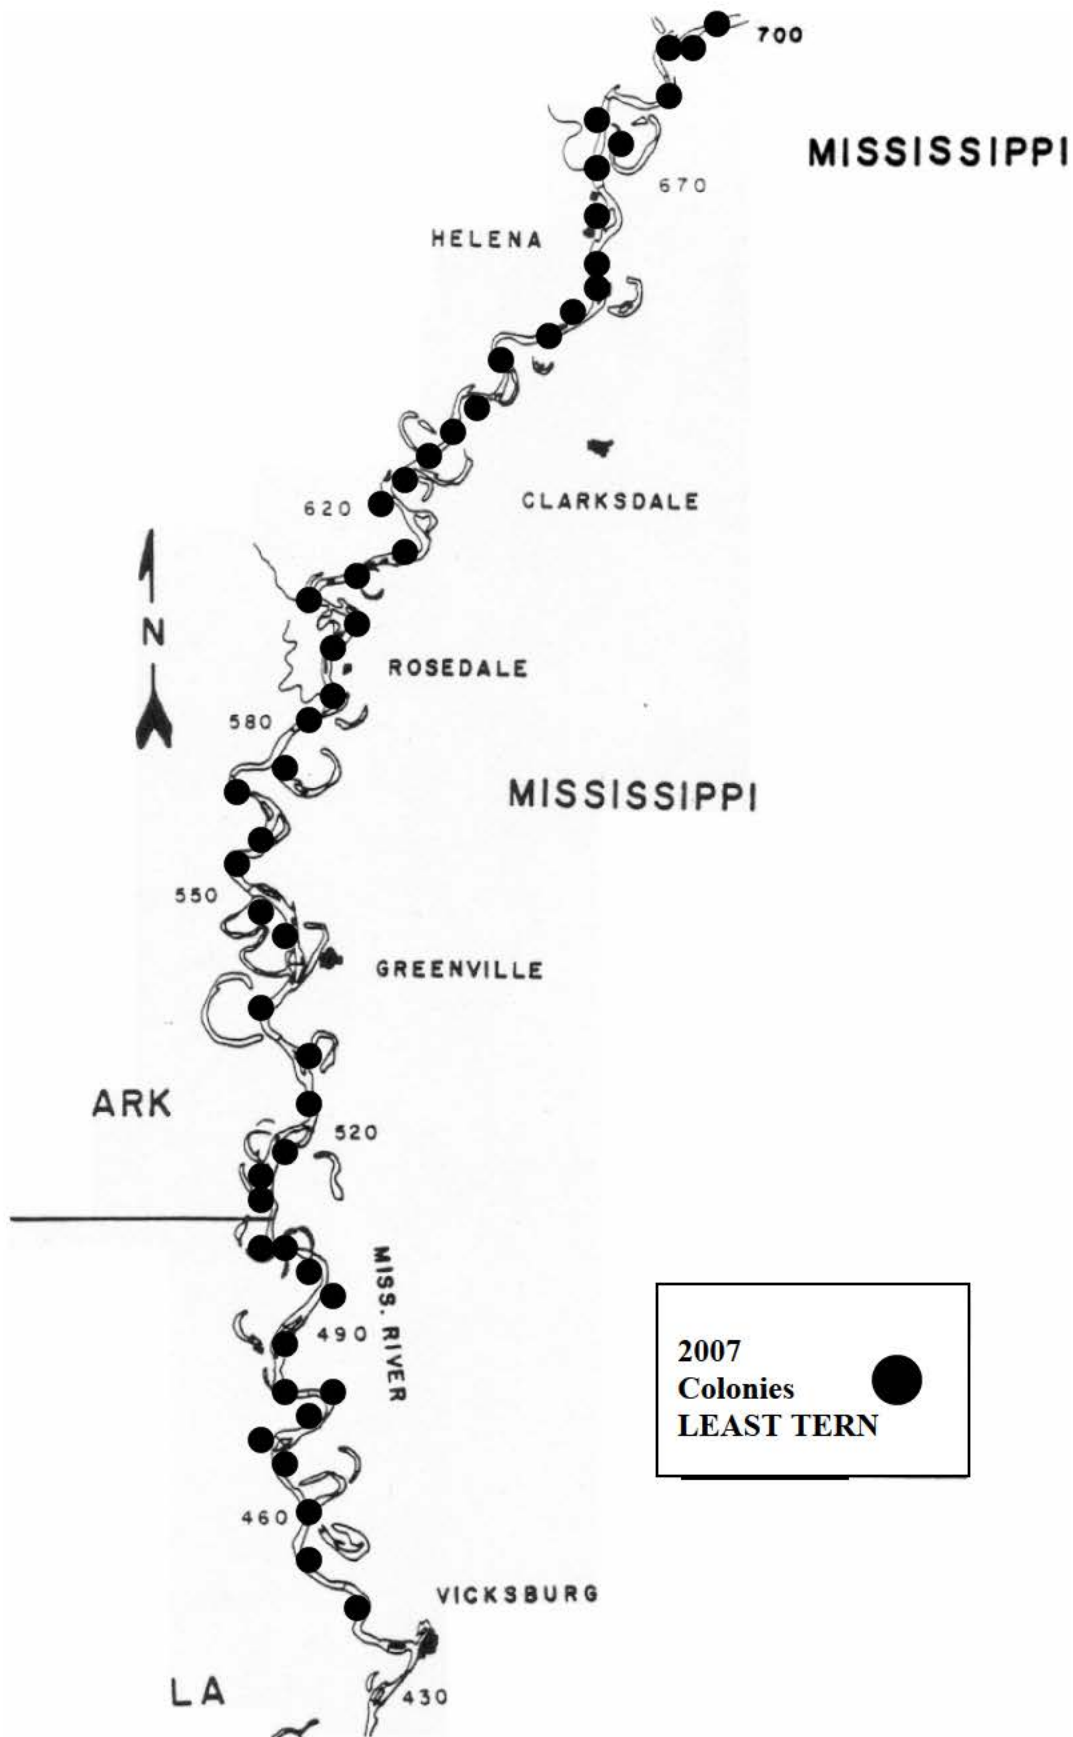 700
MISSISSIPPI
670
HELENA
620
CLARKSDALE
N
ROSEDALE
580
MISSISSIPPI
550
GREENVILLE
ARK
520
MISS. RIVER
490
2007
Colonies
LEAST TERN
460
VICKSBURG
LA
430